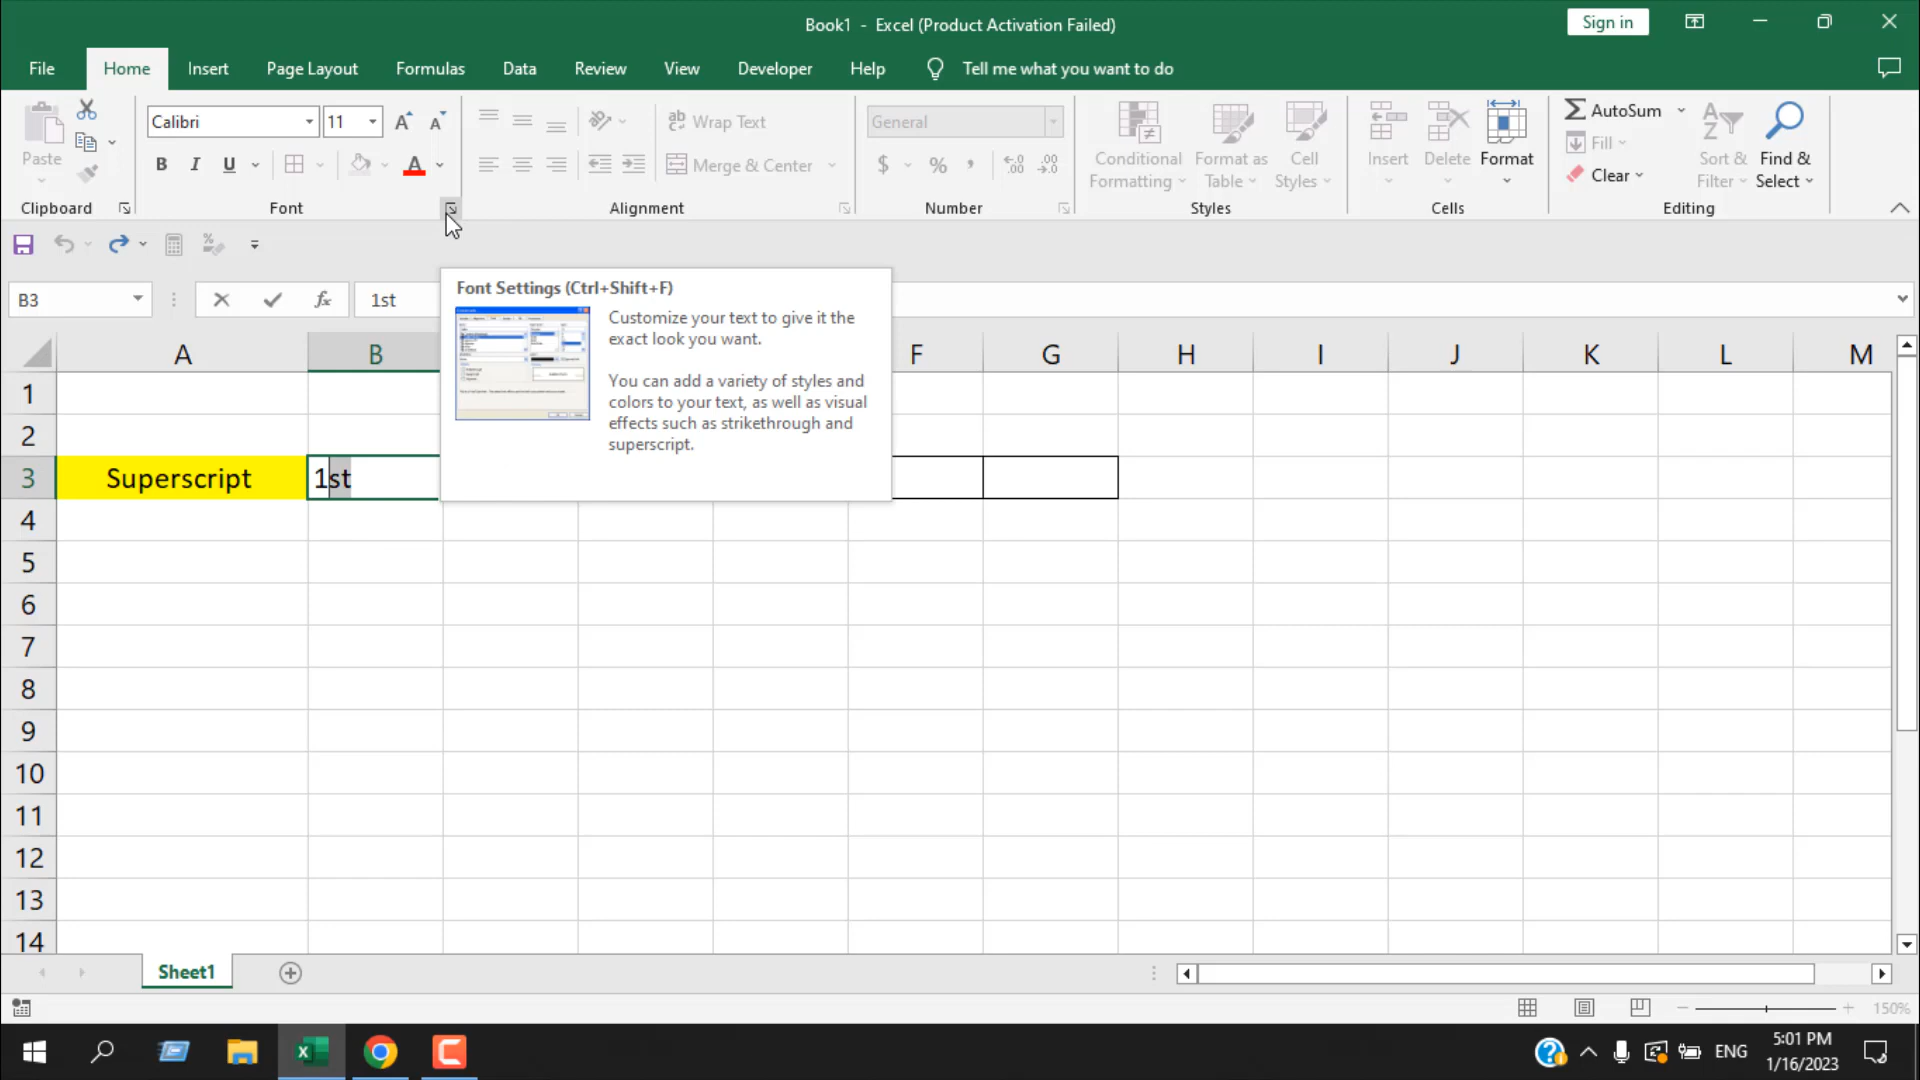 Book1 - Excel (Product Activation Failed)
Sign in
File Home Insert Page Layout Formulas Data Review View Developer Help Tell me what you want to do
Paste
Calibri 11
B I U A
ab Wrap Text
Merge & Center
General
$ % ,
Conditional Formatting
Format as Table
Cell Styles
Insert
Delete
Format
AutoSum
Fill
Clear
Sort & Filter
Find & Select
Clipboard Font Alignment Number Styles Cells Editing
B3 fx 1st
Font Settings (Ctrl+Shift+F)
Customize your text to give it the
exact look you want.
You can add a variety of styles and
colors to your text, as well as visual
effects such as strikethrough and
superscript.
A B F G H I J K L M
1
2
3 Superscript 1st
4
5
6
7
8
9
10
11
12
13
14
Sheet1
150%
ENG
5:01 PM
1/16/2023